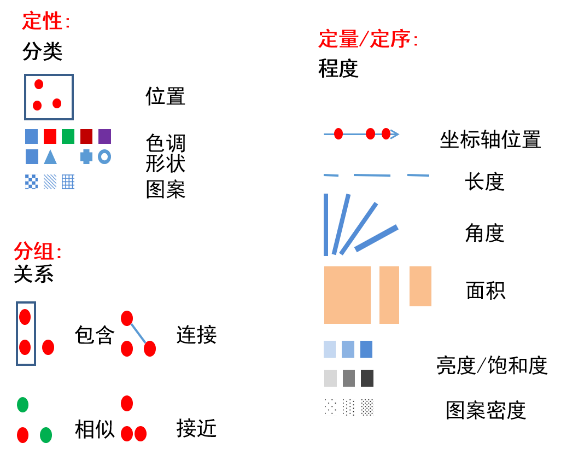 定性:
分类
位置
色调
形状
图案
分组:
关系
包含
连接
相似
接近
定量/定序:
程度
坐标轴位置
长度
角度
面积
亮度/饱和度
图案密度